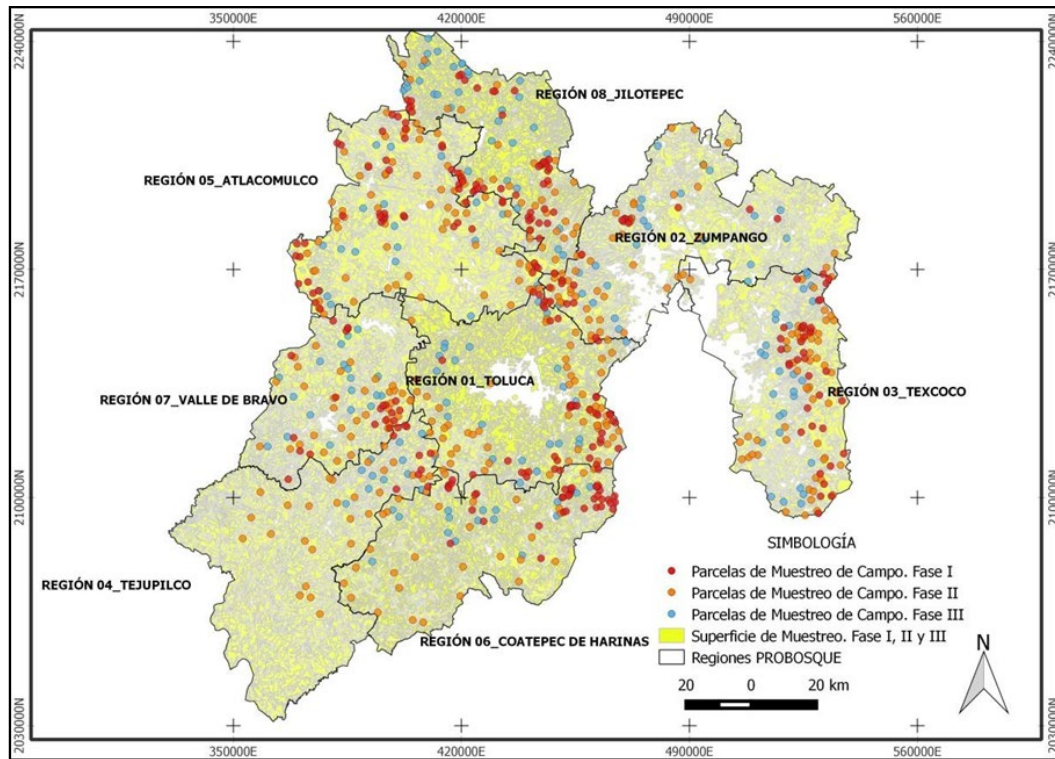 350000E 420000E 490000E 560000E
2240000N 2240000N
REGIÓN 08_JILOTEPEC
REGIÓN 05_ATLACOMULCO
REGIÓN 02_ZUMPANGO
2170000N 2170000N
REGIÓN 01_TOLUCA
REGIÓN 07_VALLE DE BRAVO
REGIÓN 03_TEXCOCO
2100000N 2100000N
SIMBOLOGÍA
Parcelas de Muestreo de Campo. Fase I
REGIÓN 04_TEJUPILCO
Parcelas de Muestreo de Campo. Fase II
Parcelas de Muestreo de Campo. Fase III
REGIÓN 06_COATEPEC DE HARINAS
Superficie de Muestreo. Fase I, II y III
Regiones PROBOSQUE
N
20 0 20 km
2030000N 2030000N
350000E 420000E 490000E 560000E